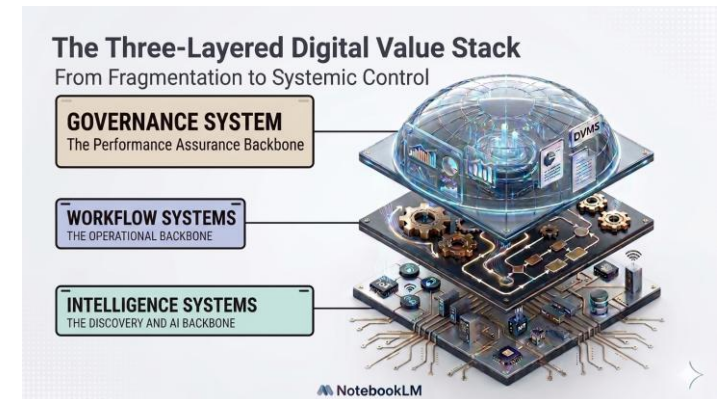 The Three-Layered Digital Value Stack
From Fragmentation to Systemic Control
GOVERNANCE SYSTEM
The Performance Assurance Backbone
DVMS
WORKFLOW SYSTEMS
THE OPERATIONAL BACKBONE
INTELLIGENCE SYSTEMS
THE DISCOVERY AND AI BACKBONE
NotebookLM